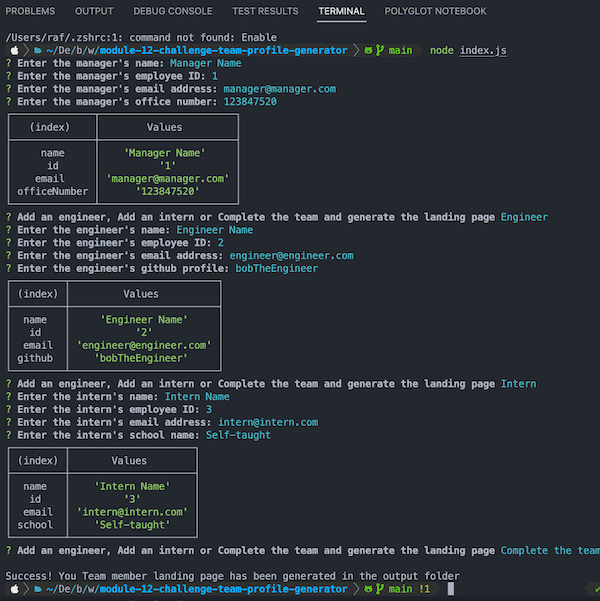 PROBLEMS OUTPUT DEBUG CONSOLE TEST RESULTS TERMINAL POLYGLOT NOTEBOOK
/Users/raf/.zshrc:1: command not found: Enable
~/De/b/w/module-12-challenge-team-profile-generator main node index.js
? Enter the manager's name: Manager Name
? Enter the manager's employee ID: 1
? Enter the manager's email address: manager@manager.com
? Enter the manager's office number: 123847520
(index) Values
name 'Manager Name'
id '1'
email 'manager@manager.com'
officeNumber '123847520'
? Add an engineer, Add an intern or Complete the team and generate the landing page Engineer
? Enter the engineer's name: Engineer Name
? Enter the engineer's employee ID: 2
? Enter the engineer's email address: engineer@engineer.com
? Enter the engineer's github profile: bobTheEngineer
(index) Values
name 'Engineer Name'
id '2'
email 'engineer@engineer.com'
github 'bobTheEngineer'
? Add an engineer, Add an intern or Complete the team and generate the landing page Intern
? Enter the intern's name: Intern Name
? Enter the intern's employee ID: 3
? Enter the intern's email address: intern@intern.com
? Enter the intern's school name: Self-taught
(index) Values
name 'Intern Name'
id '3'
email 'intern@intern.com'
school 'Self-taught'
? Add an engineer, Add an intern or Complete the team and generate the landing page Complete the team
Success! You Team member landing page has been generated in the output folder
~/De/b/w/module-12-challenge-team-profile-generator main !1